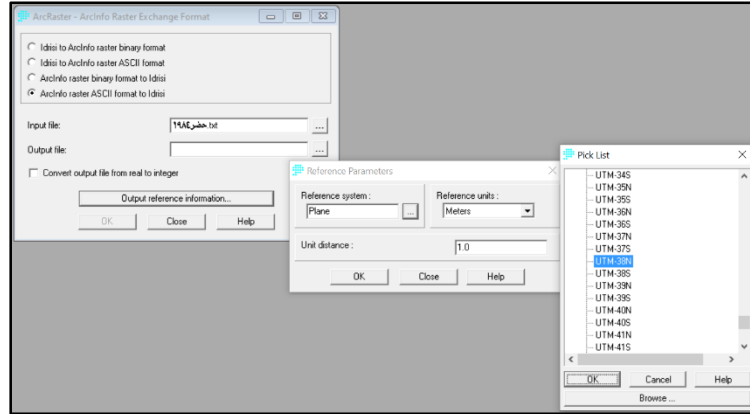 ArcRaster - ArcInfo Raster Exchange Format
Idrisi to ArcInfo raster binary format
Idrisi to ArcInfo raster ASCII format
ArcInfo raster binary format to Idrisi
ArcInfo raster ASCII format to Idrisi
Input file:
حضر١٩٨٤.txt
...
Output file:
...
Convert output file from real to integer
Output reference information...
OK Close Help
Reference Parameters
Reference system :
Plane
...
Reference units :
Meters
Unit distance :
1.0
OK Close Help
Pick List
UTM-34S
UTM-35N
UTM-35S
UTM-36N
UTM-36S
UTM-37N
UTM-37S
UTM-38N
UTM-38S
UTM-39N
UTM-39S
UTM-40N
UTM-40S
UTM-41N
UTM-41S
OK Cancel Help
Browse ...